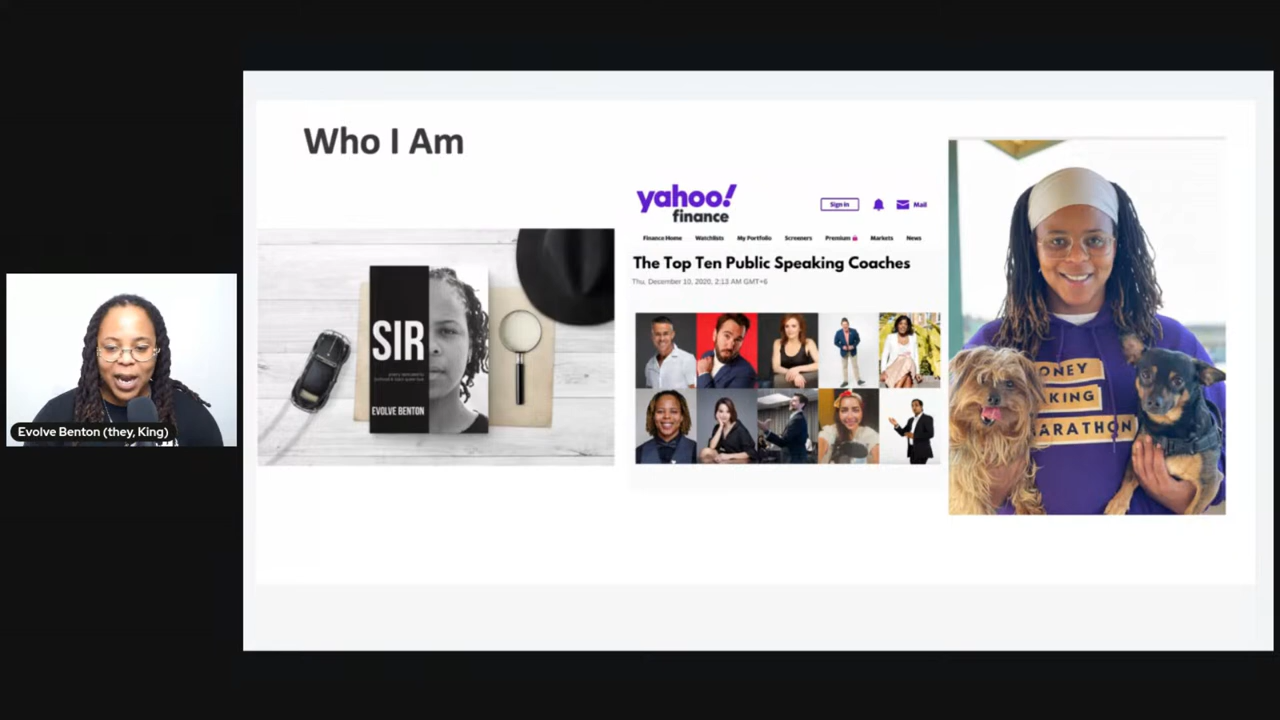 Who I Am
yahoo!
finance
Sign in
Mail
Finance Home Watchlists My Portfolio Screeners Premium Markets News
The Top Ten Public Speaking Coaches
Thu, December 10, 2020, 2:13 AM GMT+6
SIR
EVOLVE BENTON
ONEY
AKING
ARATHON
Evolve Benton (they, King)